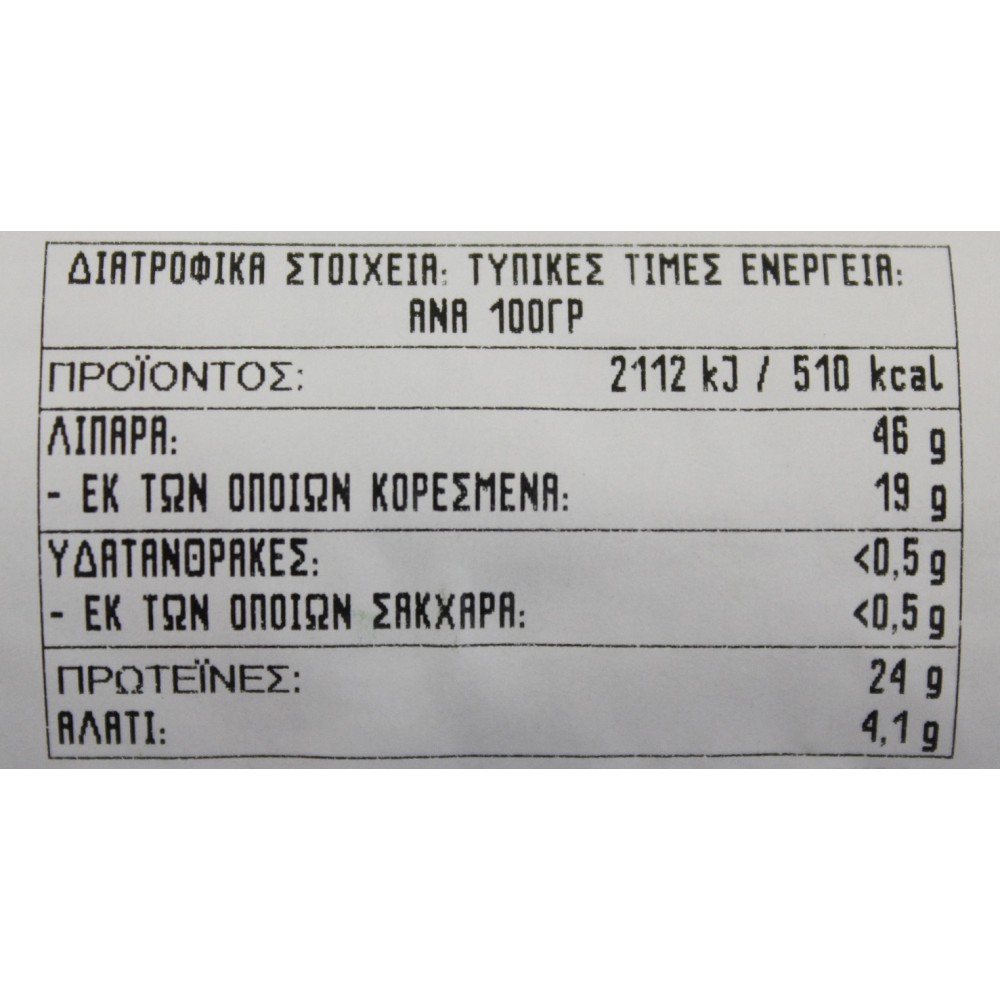 ΔΙΑΤΡΟΦΙΚΑ ΣΤΟΙΧΕΙΑ: ΤΥΠΙΚΕΣ ΤΙΜΕΣ ΕΝΕΡΓΕΙΑ:
ΑΝΑ 100ΓΡ
ΠΡΟΪΟΝΤΟΣ: 2112 kJ / 510 kcal
ΛΙΠΑΡΑ: 46 g
- ΕΚ ΤΩΝ ΟΠΟΙΩΝ ΚΟΡΕΣΜΕΝΑ: 19 g
ΥΔΑΤΑΝΘΡΑΚΕΣ: <0,5 g
- ΕΚ ΤΩΝ ΟΠΟΙΩΝ ΣΑΚΧΑΡΑ: <0,5 g
ΠΡΩΤΕΪΝΕΣ: 24 g
ΑΛΑΤΙ: 4,1 g